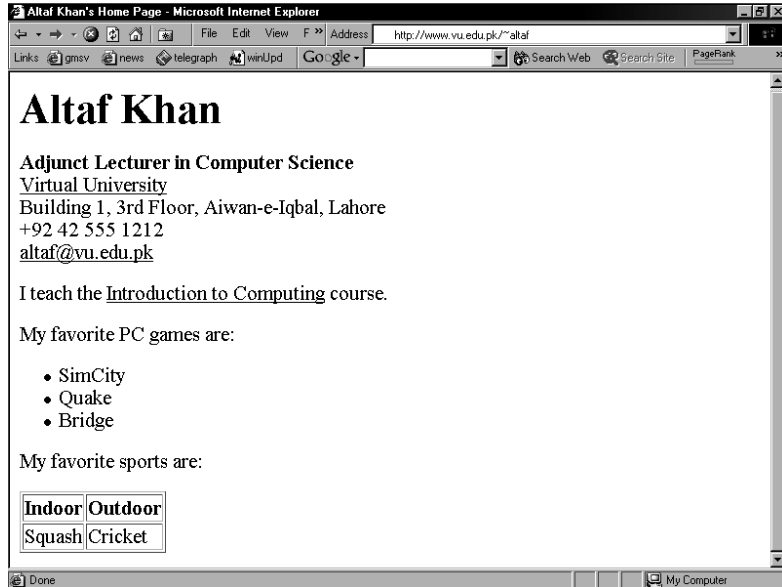 Altaf Khan's Home Page - Microsoft Internet Explorer
File Edit View F » Address http://www.vu.edu.pk/~altaf
Links gmsv news telegraph winUpd Google Search Web Search Site PageRank »
Altaf Khan
Adjunct Lecturer in Computer Science
Virtual University
Building 1, 3rd Floor, Aiwan-e-Iqbal, Lahore
+92 42 555 1212
altaf@vu.edu.pk
I teach the Introduction to Computing course.
My favorite PC games are:
• SimCity
• Quake
• Bridge
My favorite sports are:
Indoor Outdoor
Squash Cricket
Done My Computer